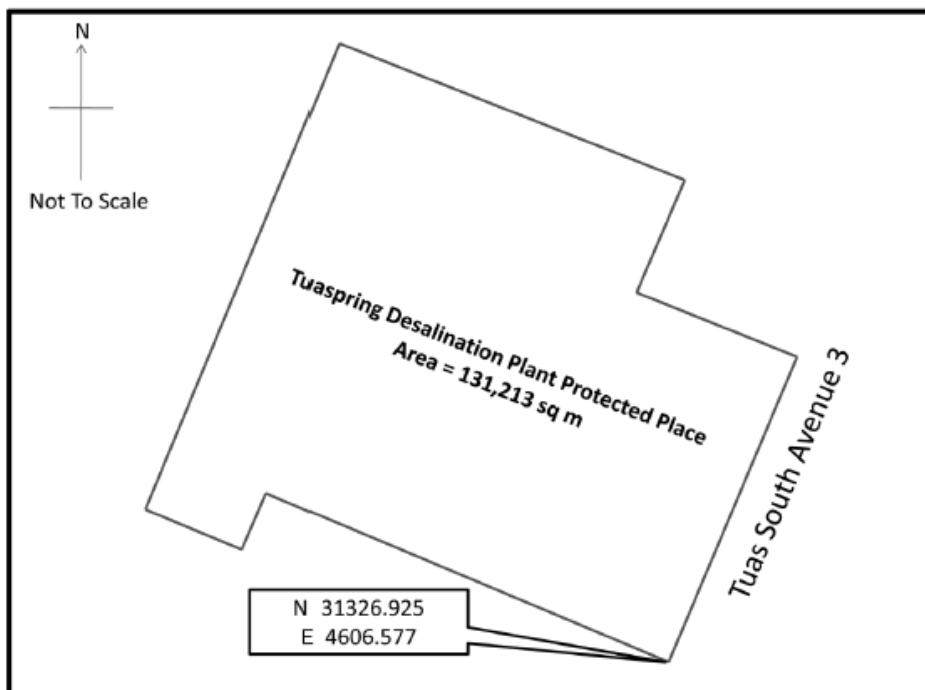 N
Not To Scale
Tuaspring Desalination Plant Protected Place
Area = 131,213 sq m
Tuas South Avenue 3
N 31326.925
E 4606.577